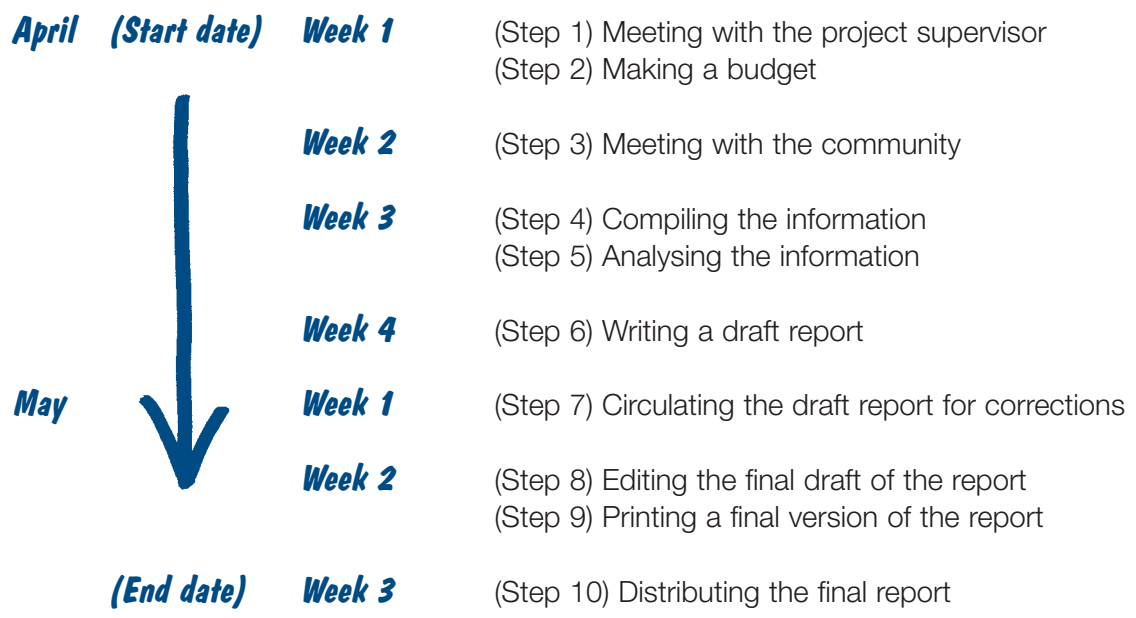 April (Start date) Week 1 (Step 1) Meeting with the project supervisor
(Step 2) Making a budget
Week 2 (Step 3) Meeting with the community
Week 3 (Step 4) Compiling the information
(Step 5) Analysing the information
Week 4 (Step 6) Writing a draft report
May Week 1 (Step 7) Circulating the draft report for corrections
Week 2 (Step 8) Editing the final draft of the report
(Step 9) Printing a final version of the report
(End date) Week 3 (Step 10) Distributing the final report